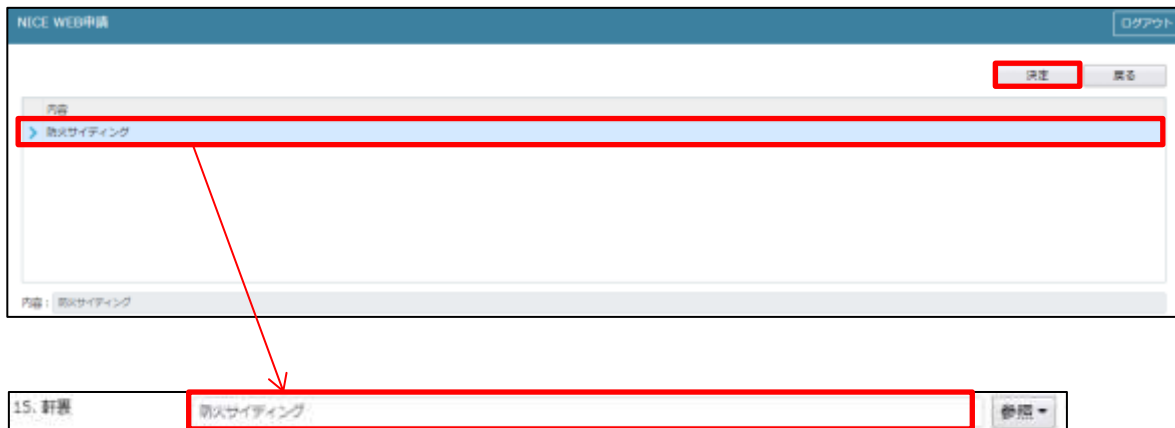 NICE WEB申請
ログアウト
決定 戻る
内容
防火サイディング
内容： 防火サイディング
15. 軒裏 防火サイディング 参照